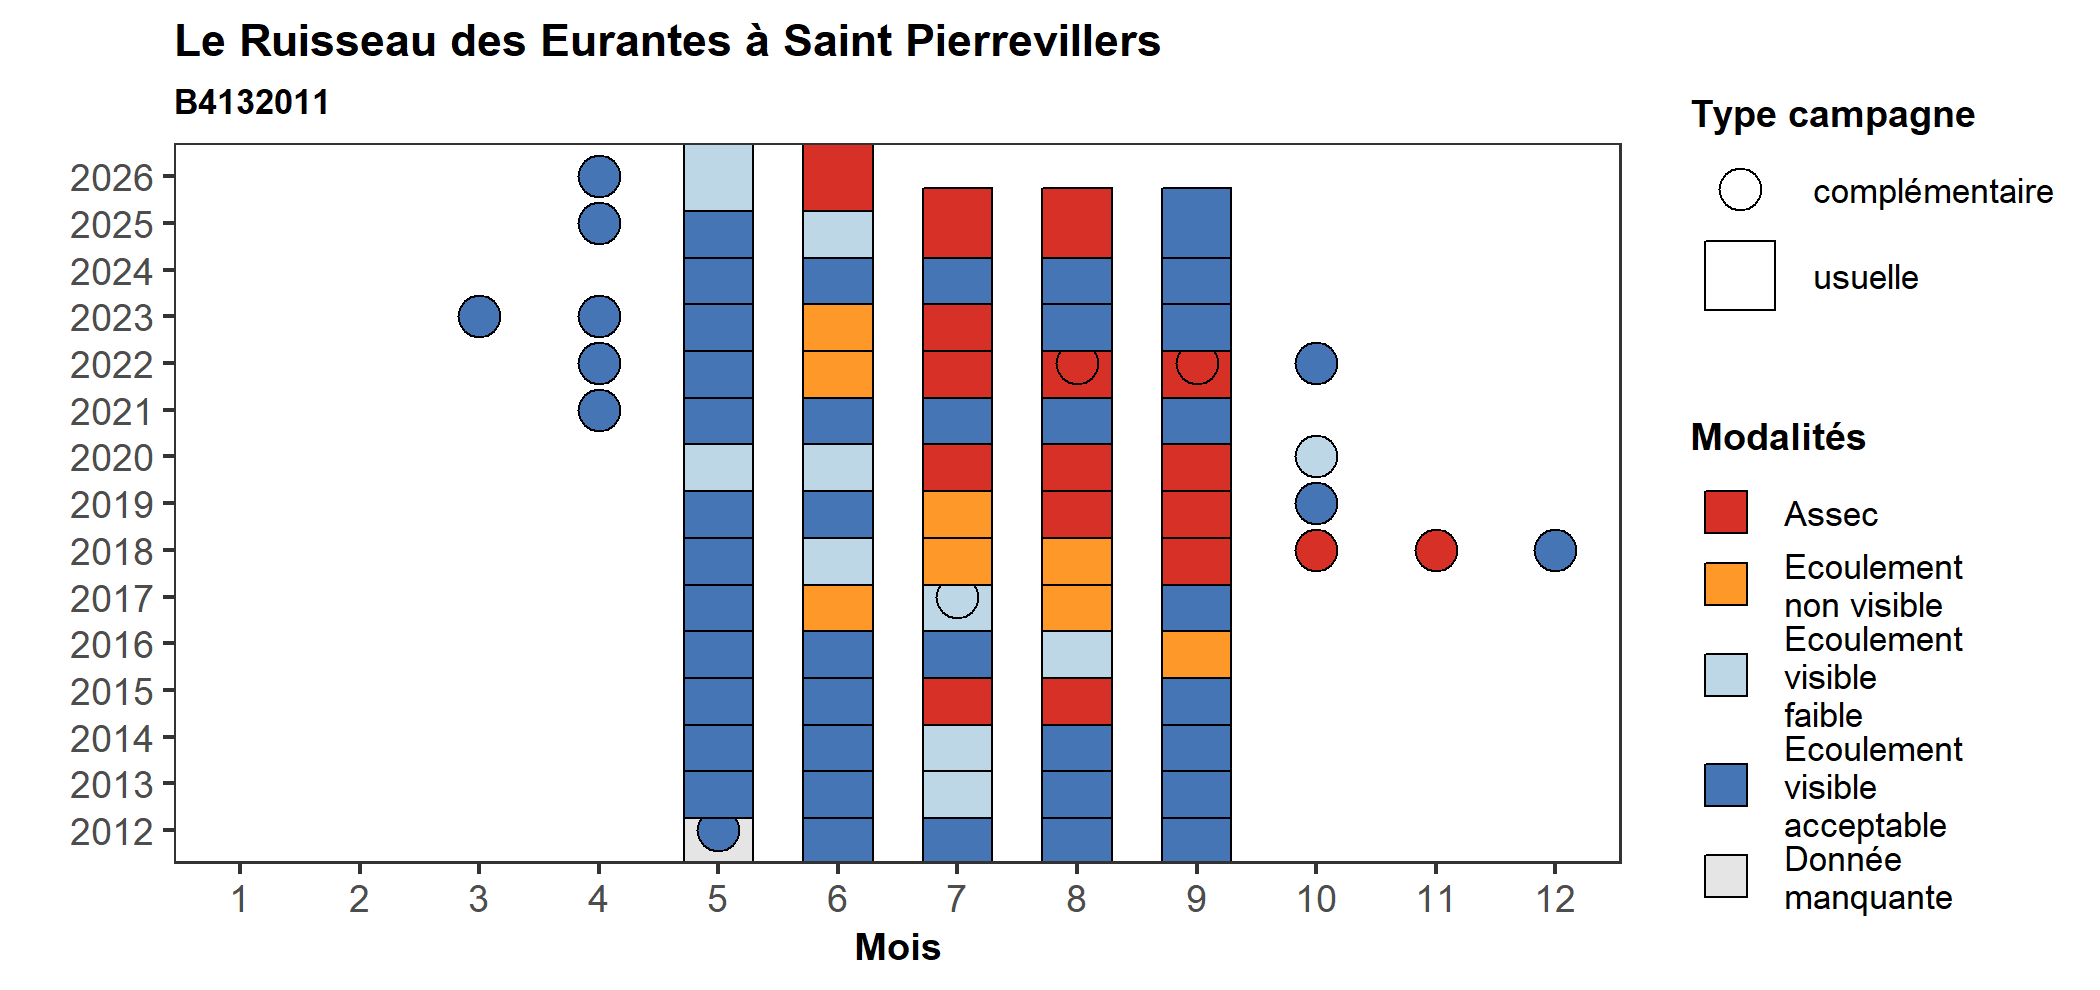 Le Ruisseau des Eurantes à Saint Pierrevillers
B4132011
2026
2025
2024
2023
2022
2021
2020
2019
2018
2017
2016
2015
2014
2013
2012
1 2 3 4 5 6 7 8 9 10 11 12
Mois
Type campagne
complémentaire
usuelle
Modalités
Assec
Ecoulement
non visible
Ecoulement
visible
faible
Ecoulement
visible
acceptable
Donnée
manquante